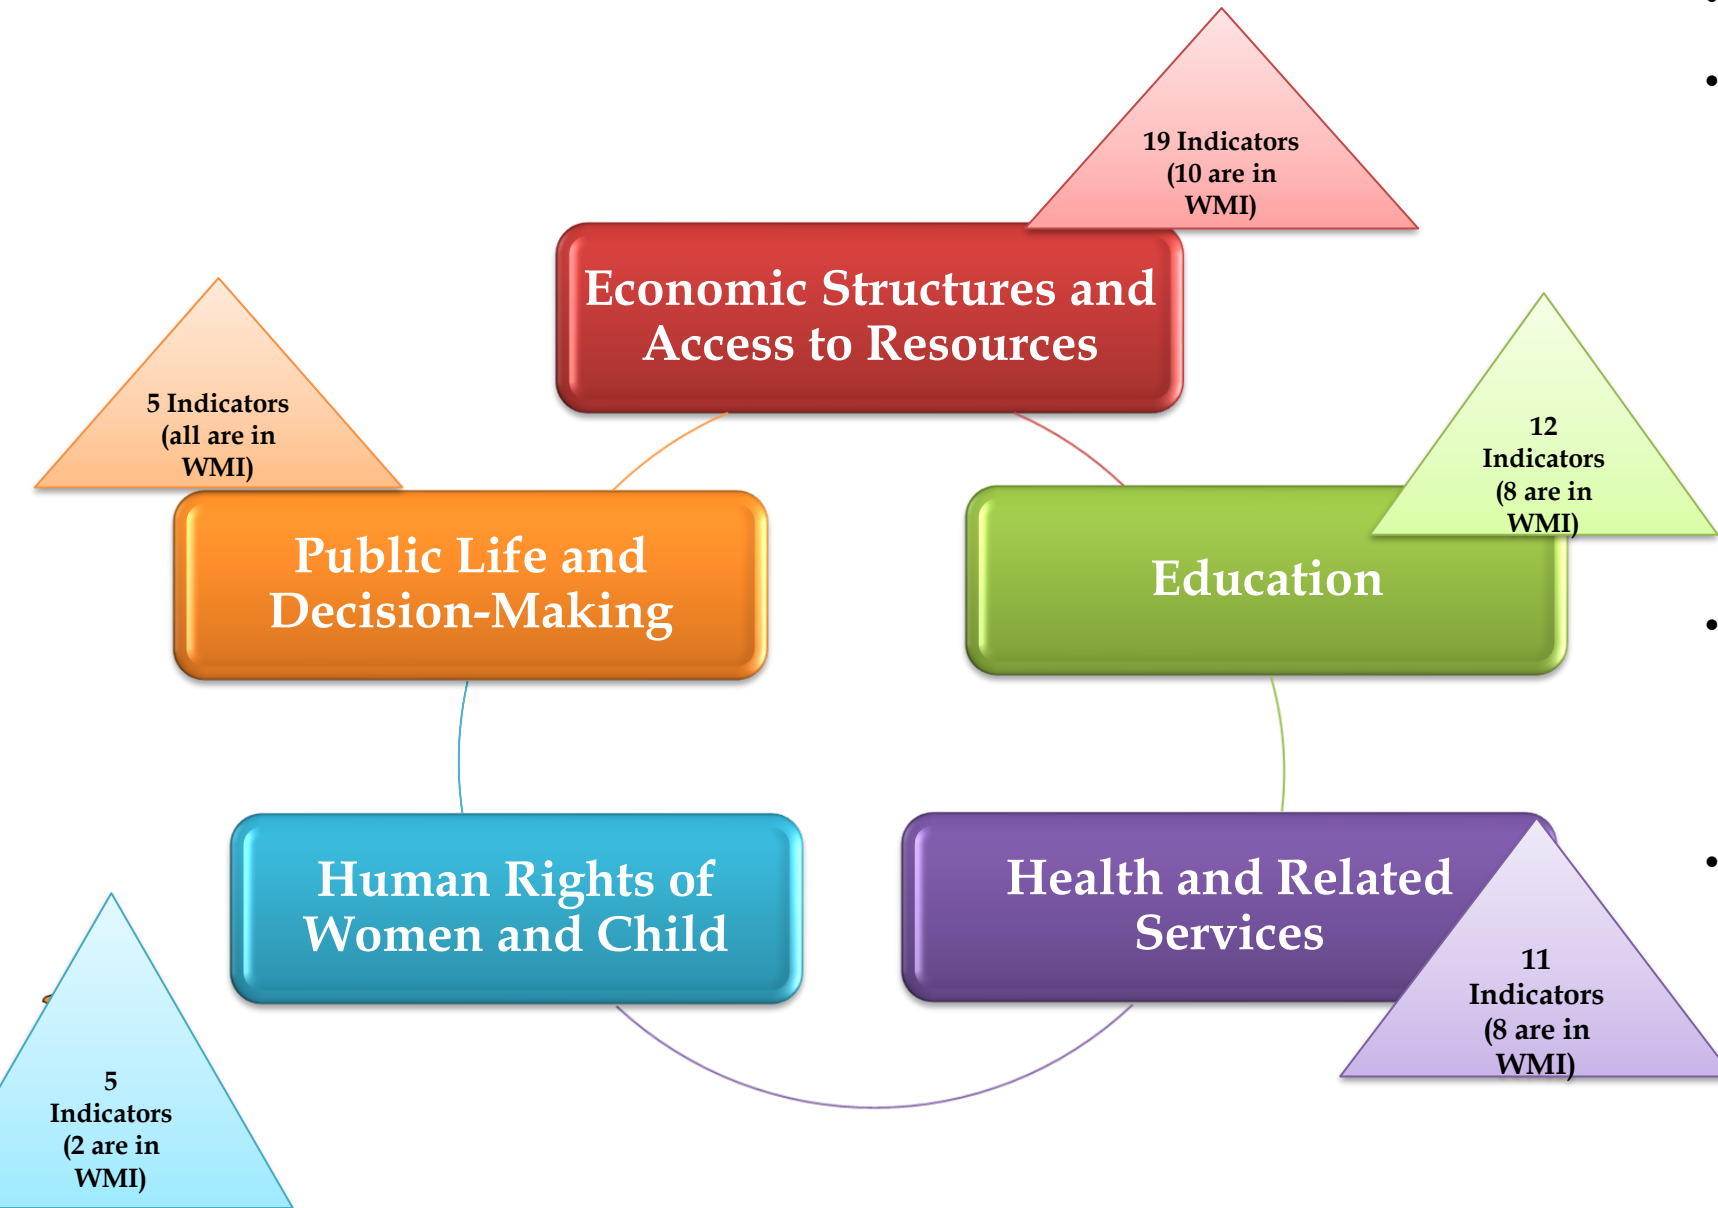 19 Indicators
(10 are in
WMI)
Economic Structures and
Access to Resources
5 Indicators
(all are in
WMI)
12
Indicators
(8 are in
WMI)
Public Life and
Decision-Making
Education
Human Rights of
Women and Child
Health and Related
Services
11
Indicators
(8 are in
WMI)
5
Indicators
(2 are in
WMI)